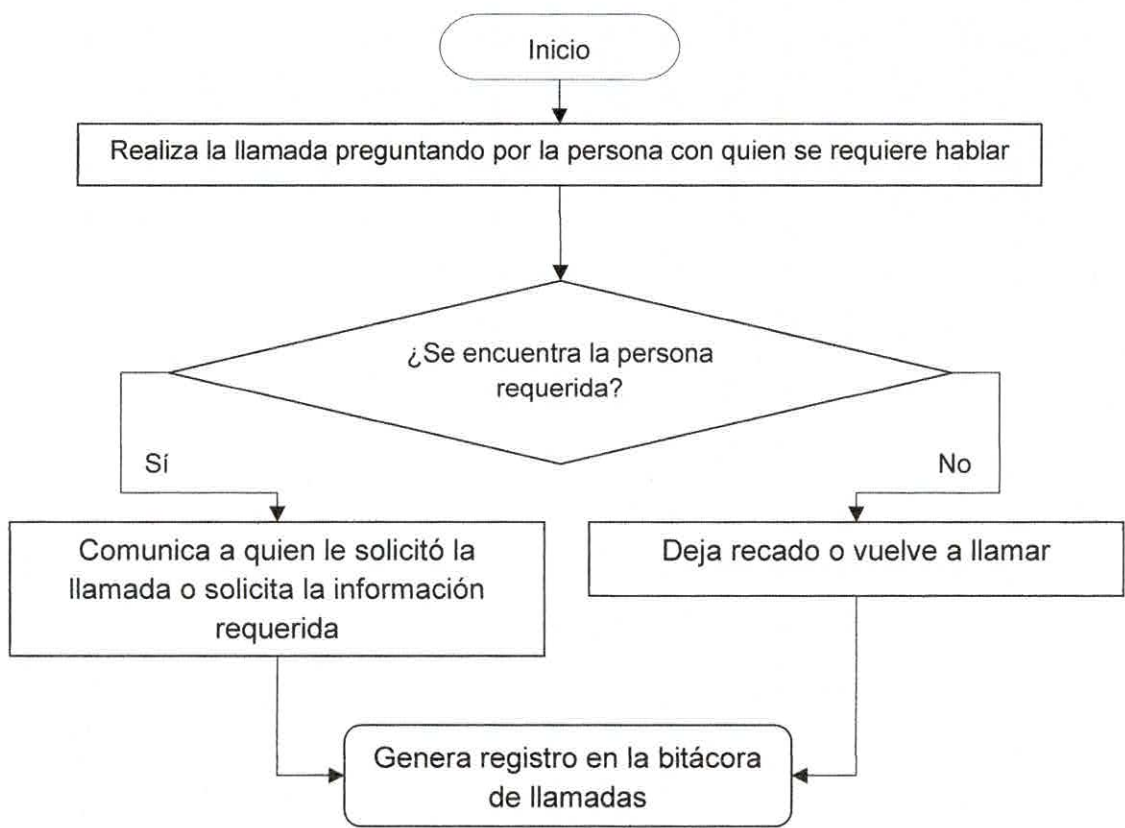 Inicio
Realiza la llamada preguntando por la persona con quien se requiere hablar
¿Se encuentra la persona
requerida?
Sí
No
Comunica a quien le solicitó la
llamada o solicita la información
requerida
Deja recado o vuelve a llamar
Genera registro en la bitácora
de llamadas